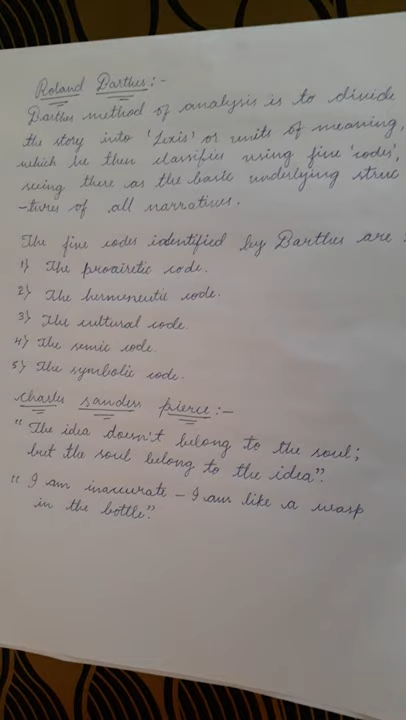 Roland Barthes:-
Barthes method of analysis is to divide
the story into 'Lexis' or units of meaning,
which he then classifies using five 'codes',
seeing these as the basic underlying struc
-tures of all narratives.
The five codes identified by Barthes are :
1) The proairetic code.
2) The hermeneutic code.
3) The cultural code.
4) The semic code.
5) The symbolic code.
Charles sanders pierce:-
"The idea doesn't belong to the soul;
but the soul belong to the idea".
"I am inaccurate - I am like a wasp
in the bottle".